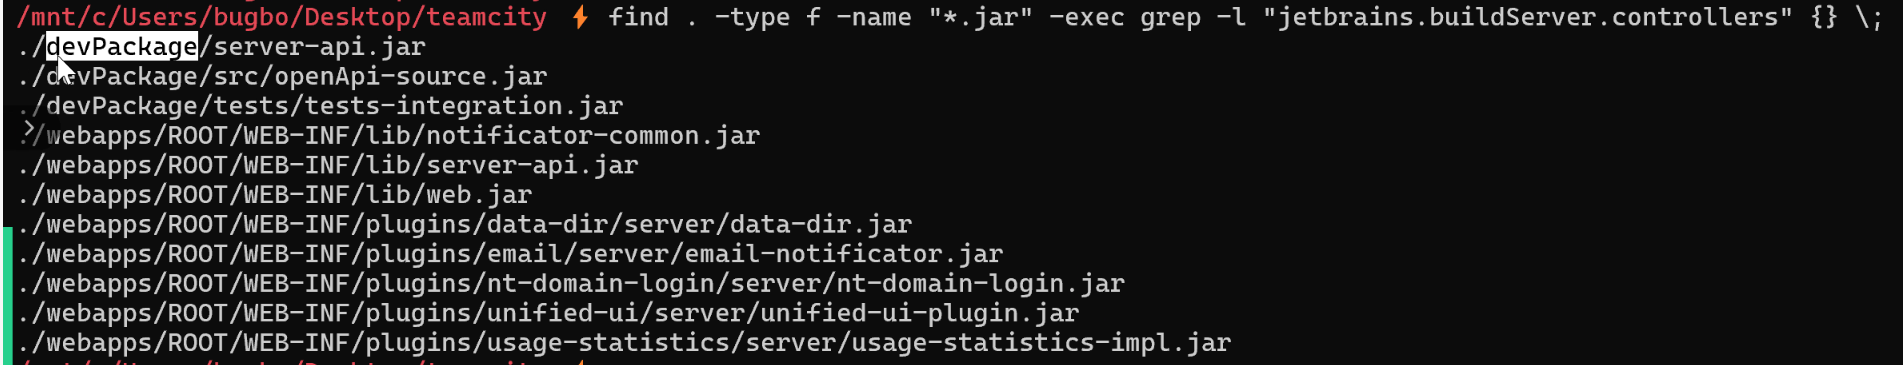 /mnt/c/Users/bugbo/Desktop/teamcity ⚡ find . -type f -name "*.jar" -exec grep -l "jetbrains.buildServer.controllers" {} \;
./devPackage/server-api.jar
./devPackage/src/openApi-source.jar
./devPackage/tests/tests-integration.jar
./webapps/ROOT/WEB-INF/lib/notificator-common.jar
./webapps/ROOT/WEB-INF/lib/server-api.jar
./webapps/ROOT/WEB-INF/lib/web.jar
./webapps/ROOT/WEB-INF/plugins/data-dir/server/data-dir.jar
./webapps/ROOT/WEB-INF/plugins/email/server/email-notificator.jar
./webapps/ROOT/WEB-INF/plugins/nt-domain-login/server/nt-domain-login.jar
./webapps/ROOT/WEB-INF/plugins/unified-ui/server/unified-ui-plugin.jar
./webapps/ROOT/WEB-INF/plugins/usage-statistics/server/usage-statistics-impl.jar